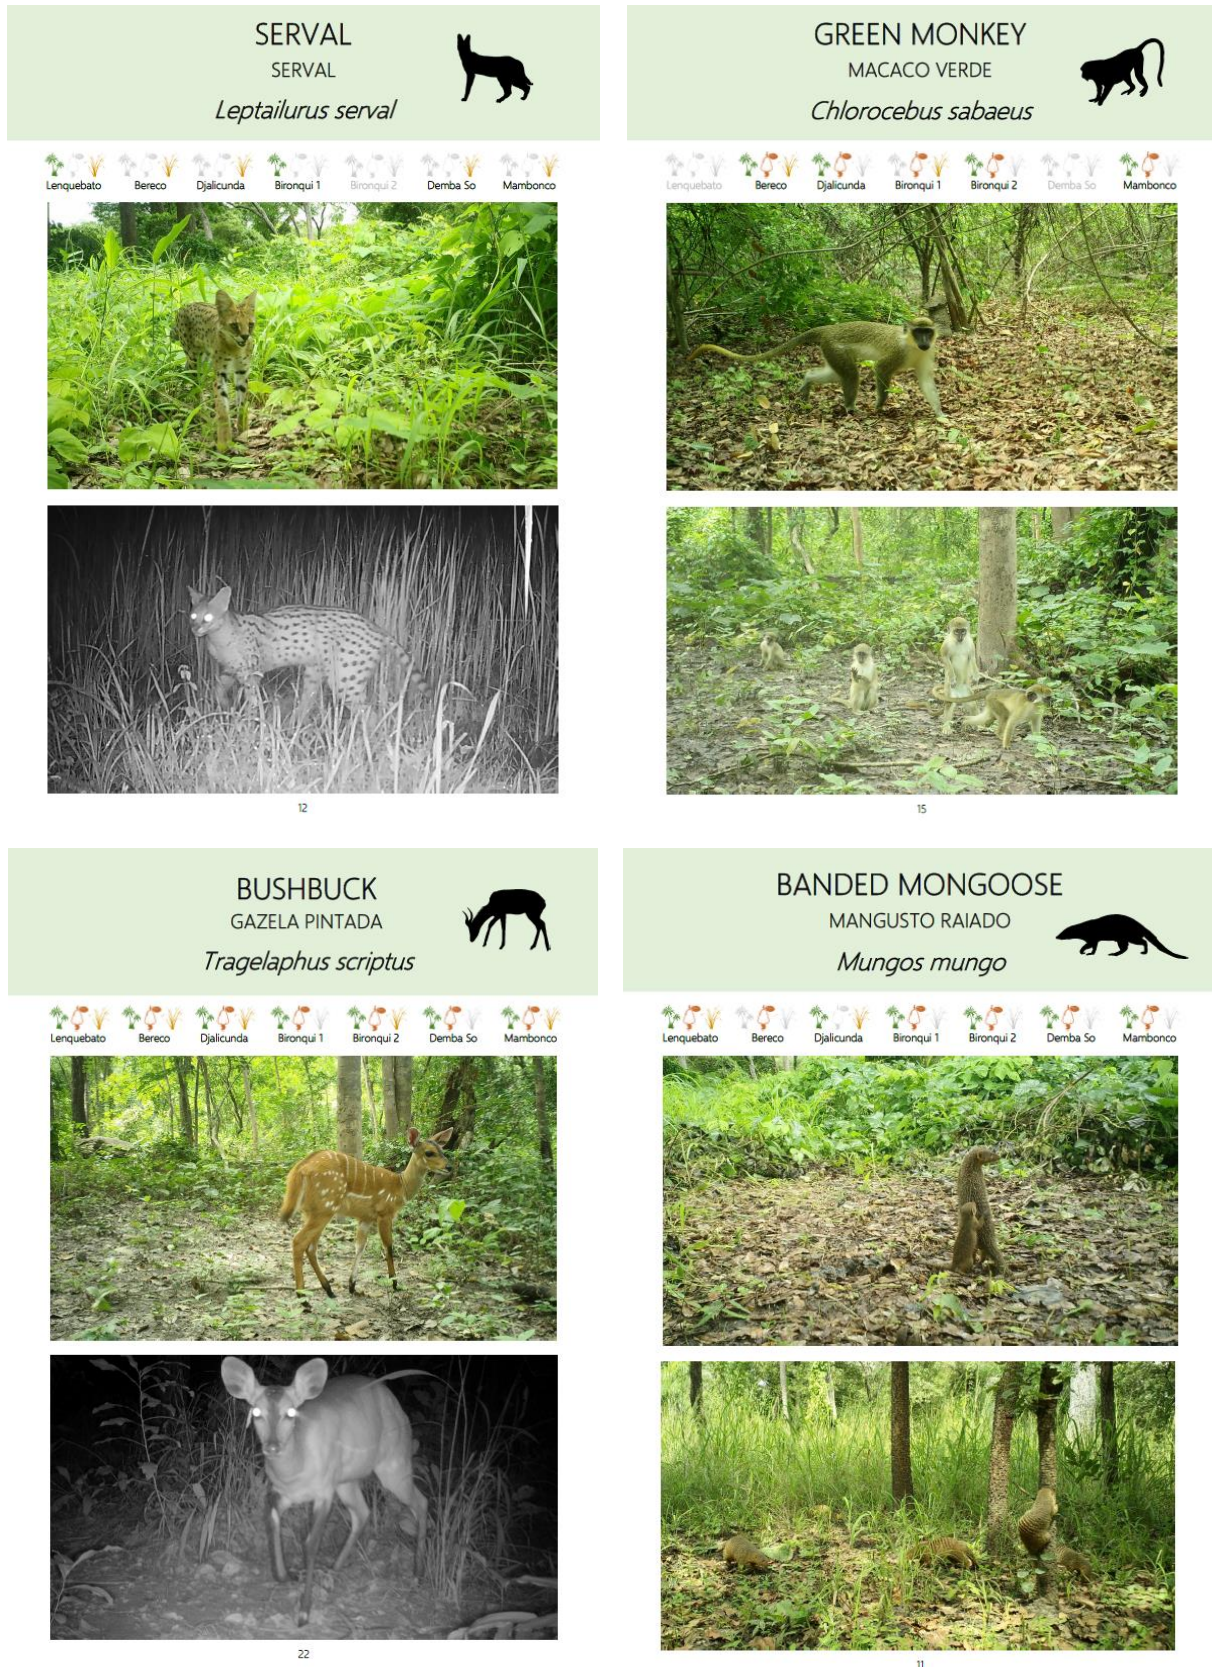 SERVAL
SERVAL
Leptailurus serval
Lenquebato Bereco Djalicunda Bironqui 1 Bironqui 2 Demba So Mambonco
12
GREEN MONKEY
MACACO VERDE
Chlorocebus sabaeus
Lenquebato Bereco Djalicunda Bironqui 1 Bironqui 2 Demba So Mambonco
15
BUSHBUCK
GAZELA PINTADA
Tragelaphus scriptus
Lenquebato Bereco Djalicunda Bironqui 1 Bironqui 2 Demba So Mambonco
22
BANDED MONGOOSE
MANGUSTO RAIADO
Mungos mungo
Lenquebato Bereco Djalicunda Bironqui 1 Bironqui 2 Demba So Mambonco
11